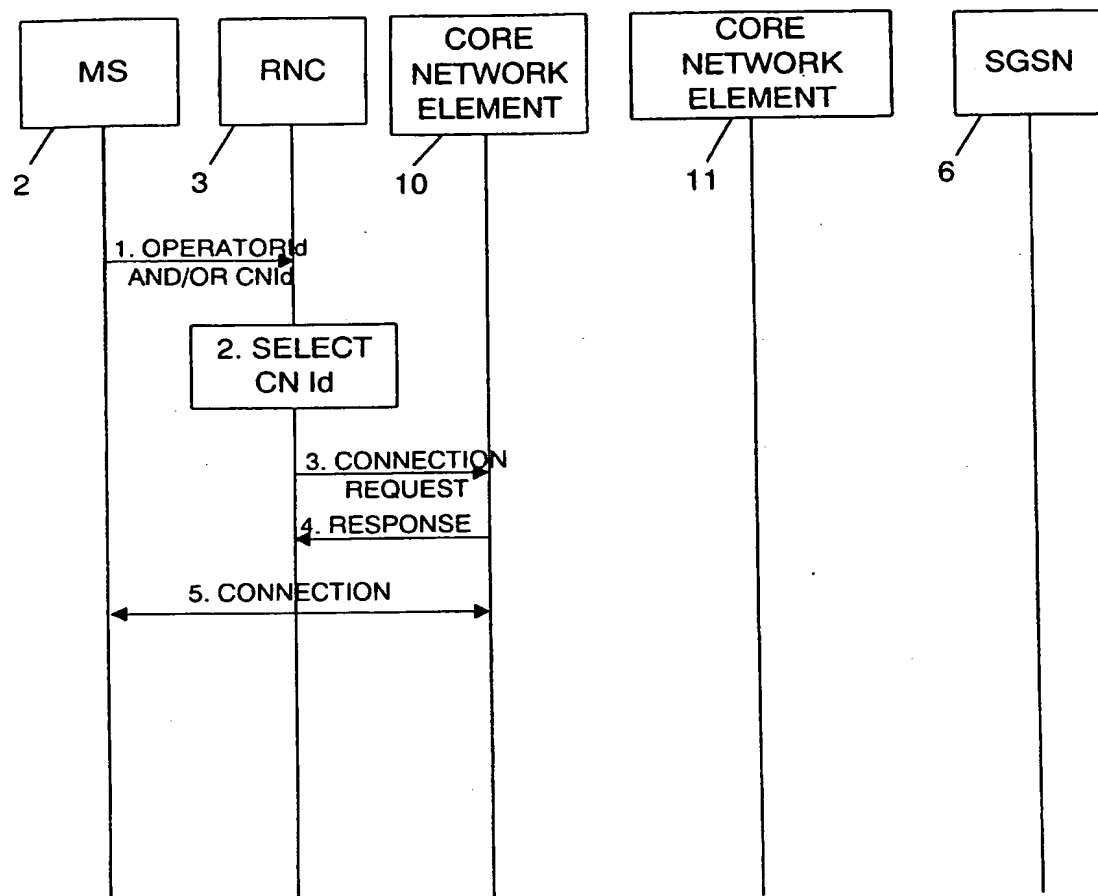 MS
RNC
CORE
NETWORK
ELEMENT
CORE
NETWORK
ELEMENT
SGSN
2
3
10
11
6
1. OPERATORId
AND/OR CNId
2. SELECT
CN Id
3. CONNECTION
REQUEST
4. RESPONSE
5. CONNECTION